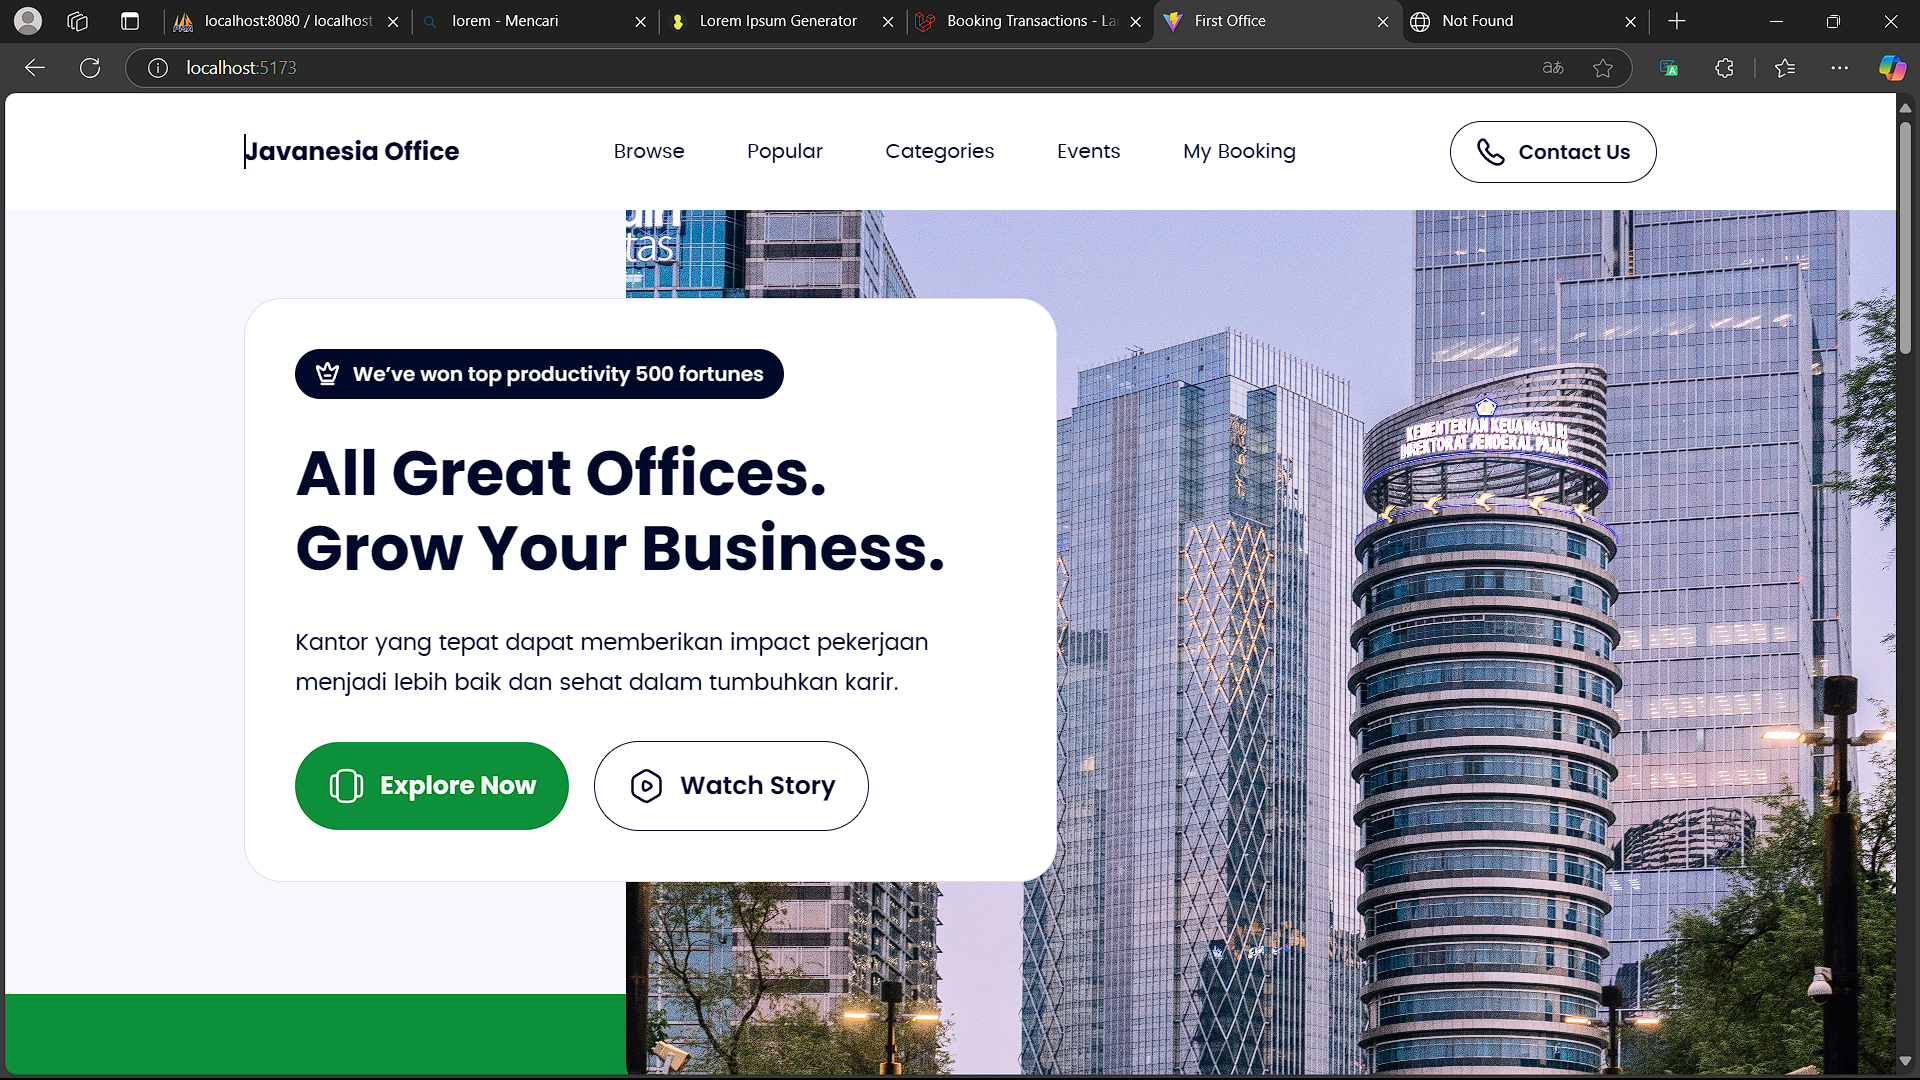 localhost:8080 / localhost
lorem - Mencari
Lorem Ipsum Generator
Booking Transactions - La
First Office
Not Found
localhost:5173
Javanesia Office
Browse
Popular
Categories
Events
My Booking
Contact Us
tas
We’ve won top productivity 500 fortunes
All Great Offices.
Grow Your Business.
KEMENTERIAN KEUANGAN RI
DIREKTORAT JENDERAL PAJAK
Kantor yang tepat dapat memberikan impact pekerjaan
menjadi lebih baik dan sehat dalam tumbuhkan karir.
Explore Now
Watch Story